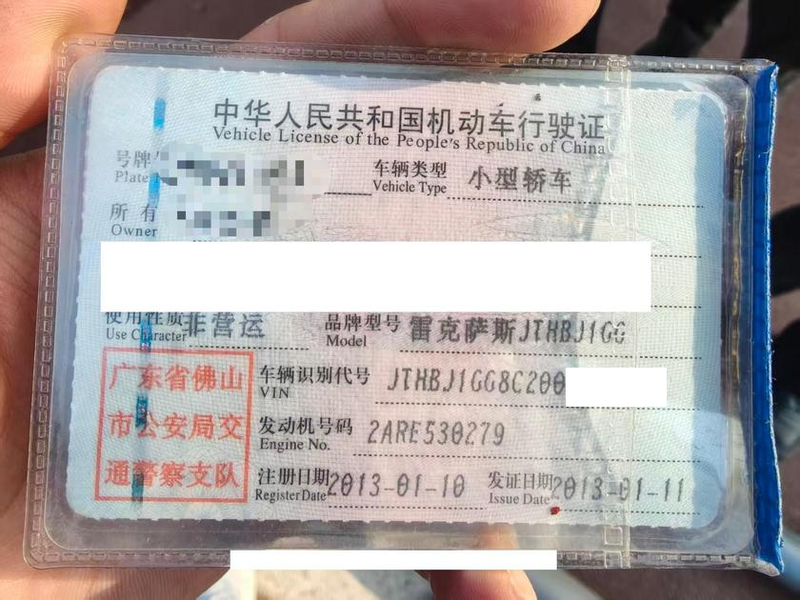 中华人民共和国机动车行驶证
Vehicle License of the People's Republic of China
号牌
Plate
车辆类型 小型轿车
Vehicle Type
所有
Owner
使用性质 非营运
Use Character
品牌型号 雷克萨斯JTHBJ1GG
Model
广东省佛山
市公安局交
通警察支队
车辆识别代号 JTHBJ1GG8C200
VIN
发动机号码 2ARE530279
Engine No.
注册日期 2013-01-10
Register Date
发证日期 2013-01-11
Issue Date